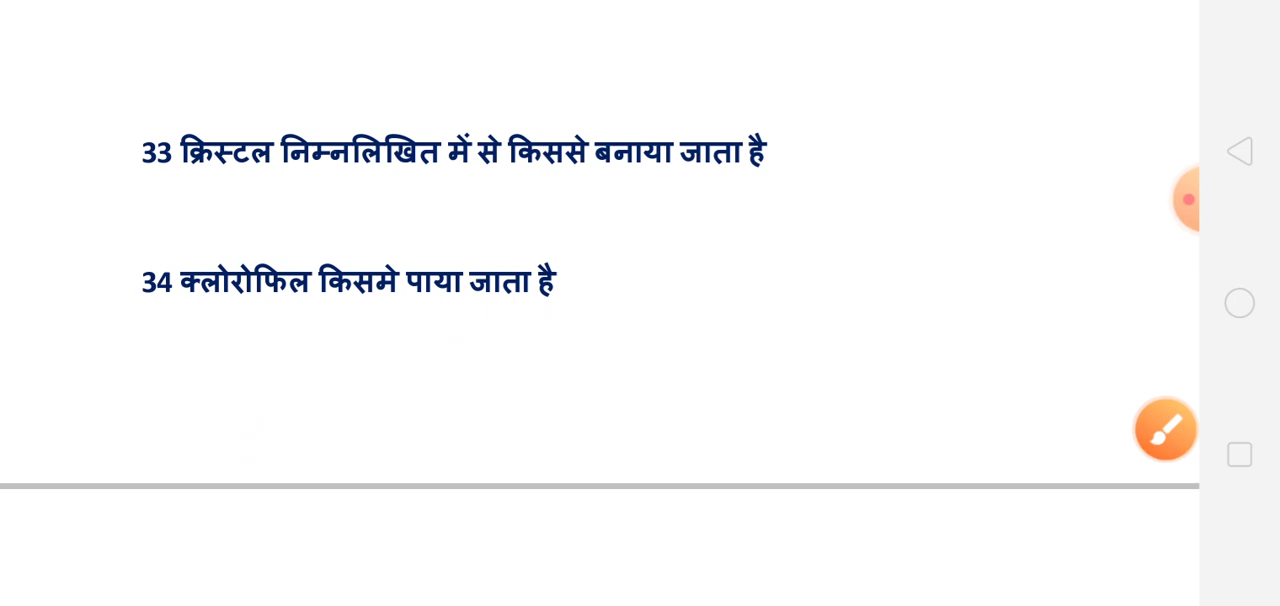 33 क्रिस्टल निम्नलिखित में से किससे बनाया जाता है
34 क्लोरोफिल किसमे पाया जाता है